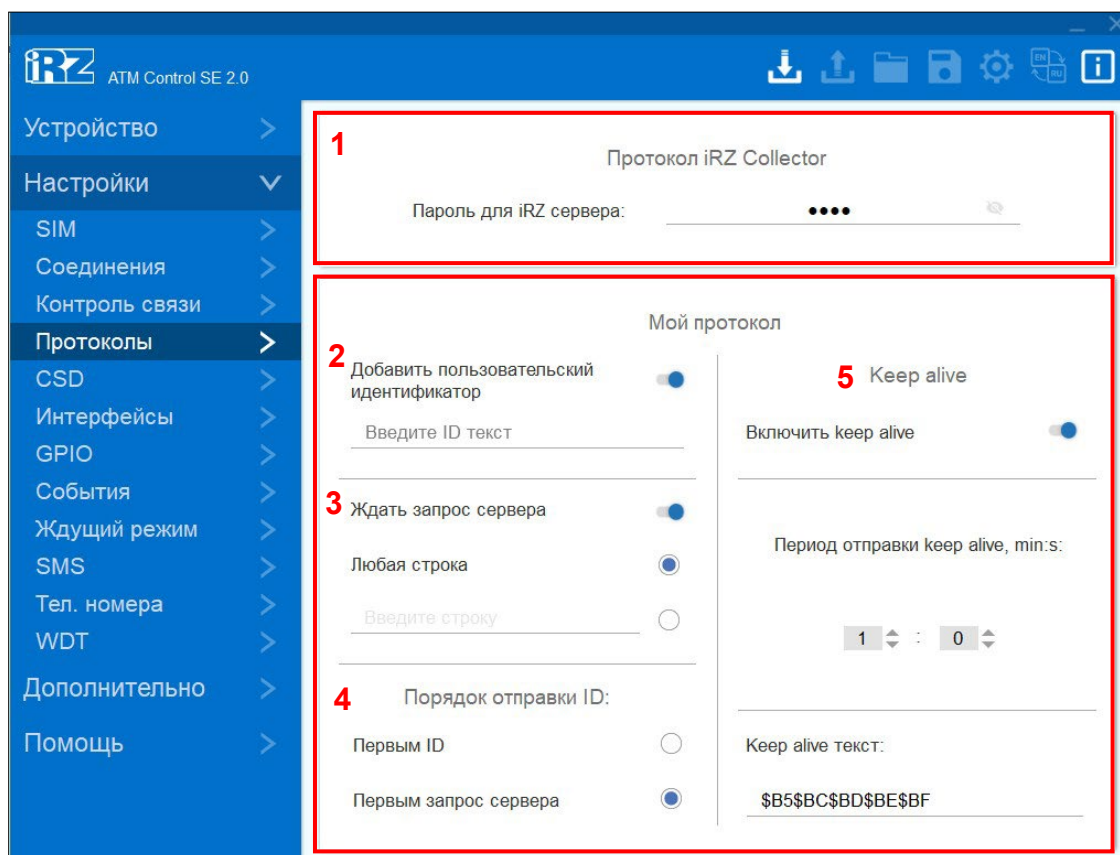 iRZ ATM Control SE 2.0
EN RU
Устройство
Настройки
SIM
Соединения
Контроль связи
Протоколы
CSD
Интерфейсы
GPIO
События
Ждущий режим
SMS
Тел. номера
WDT
Дополнительно
Помощь
1
Протокол iRZ Collector
Пароль для iRZ сервера: ••••
Мой протокол
2
Добавить пользовательский
идентификатор
Введите ID текст
3
Ждать запрос сервера
Любая строка
Введите строку
4
Порядок отправки ID:
Первым ID
Первым запрос сервера
5
Keep alive
Включить keep alive
Период отправки keep alive, min:s:
1 : 0
Keep alive текст:
$B5$BC$BD$BE$BF